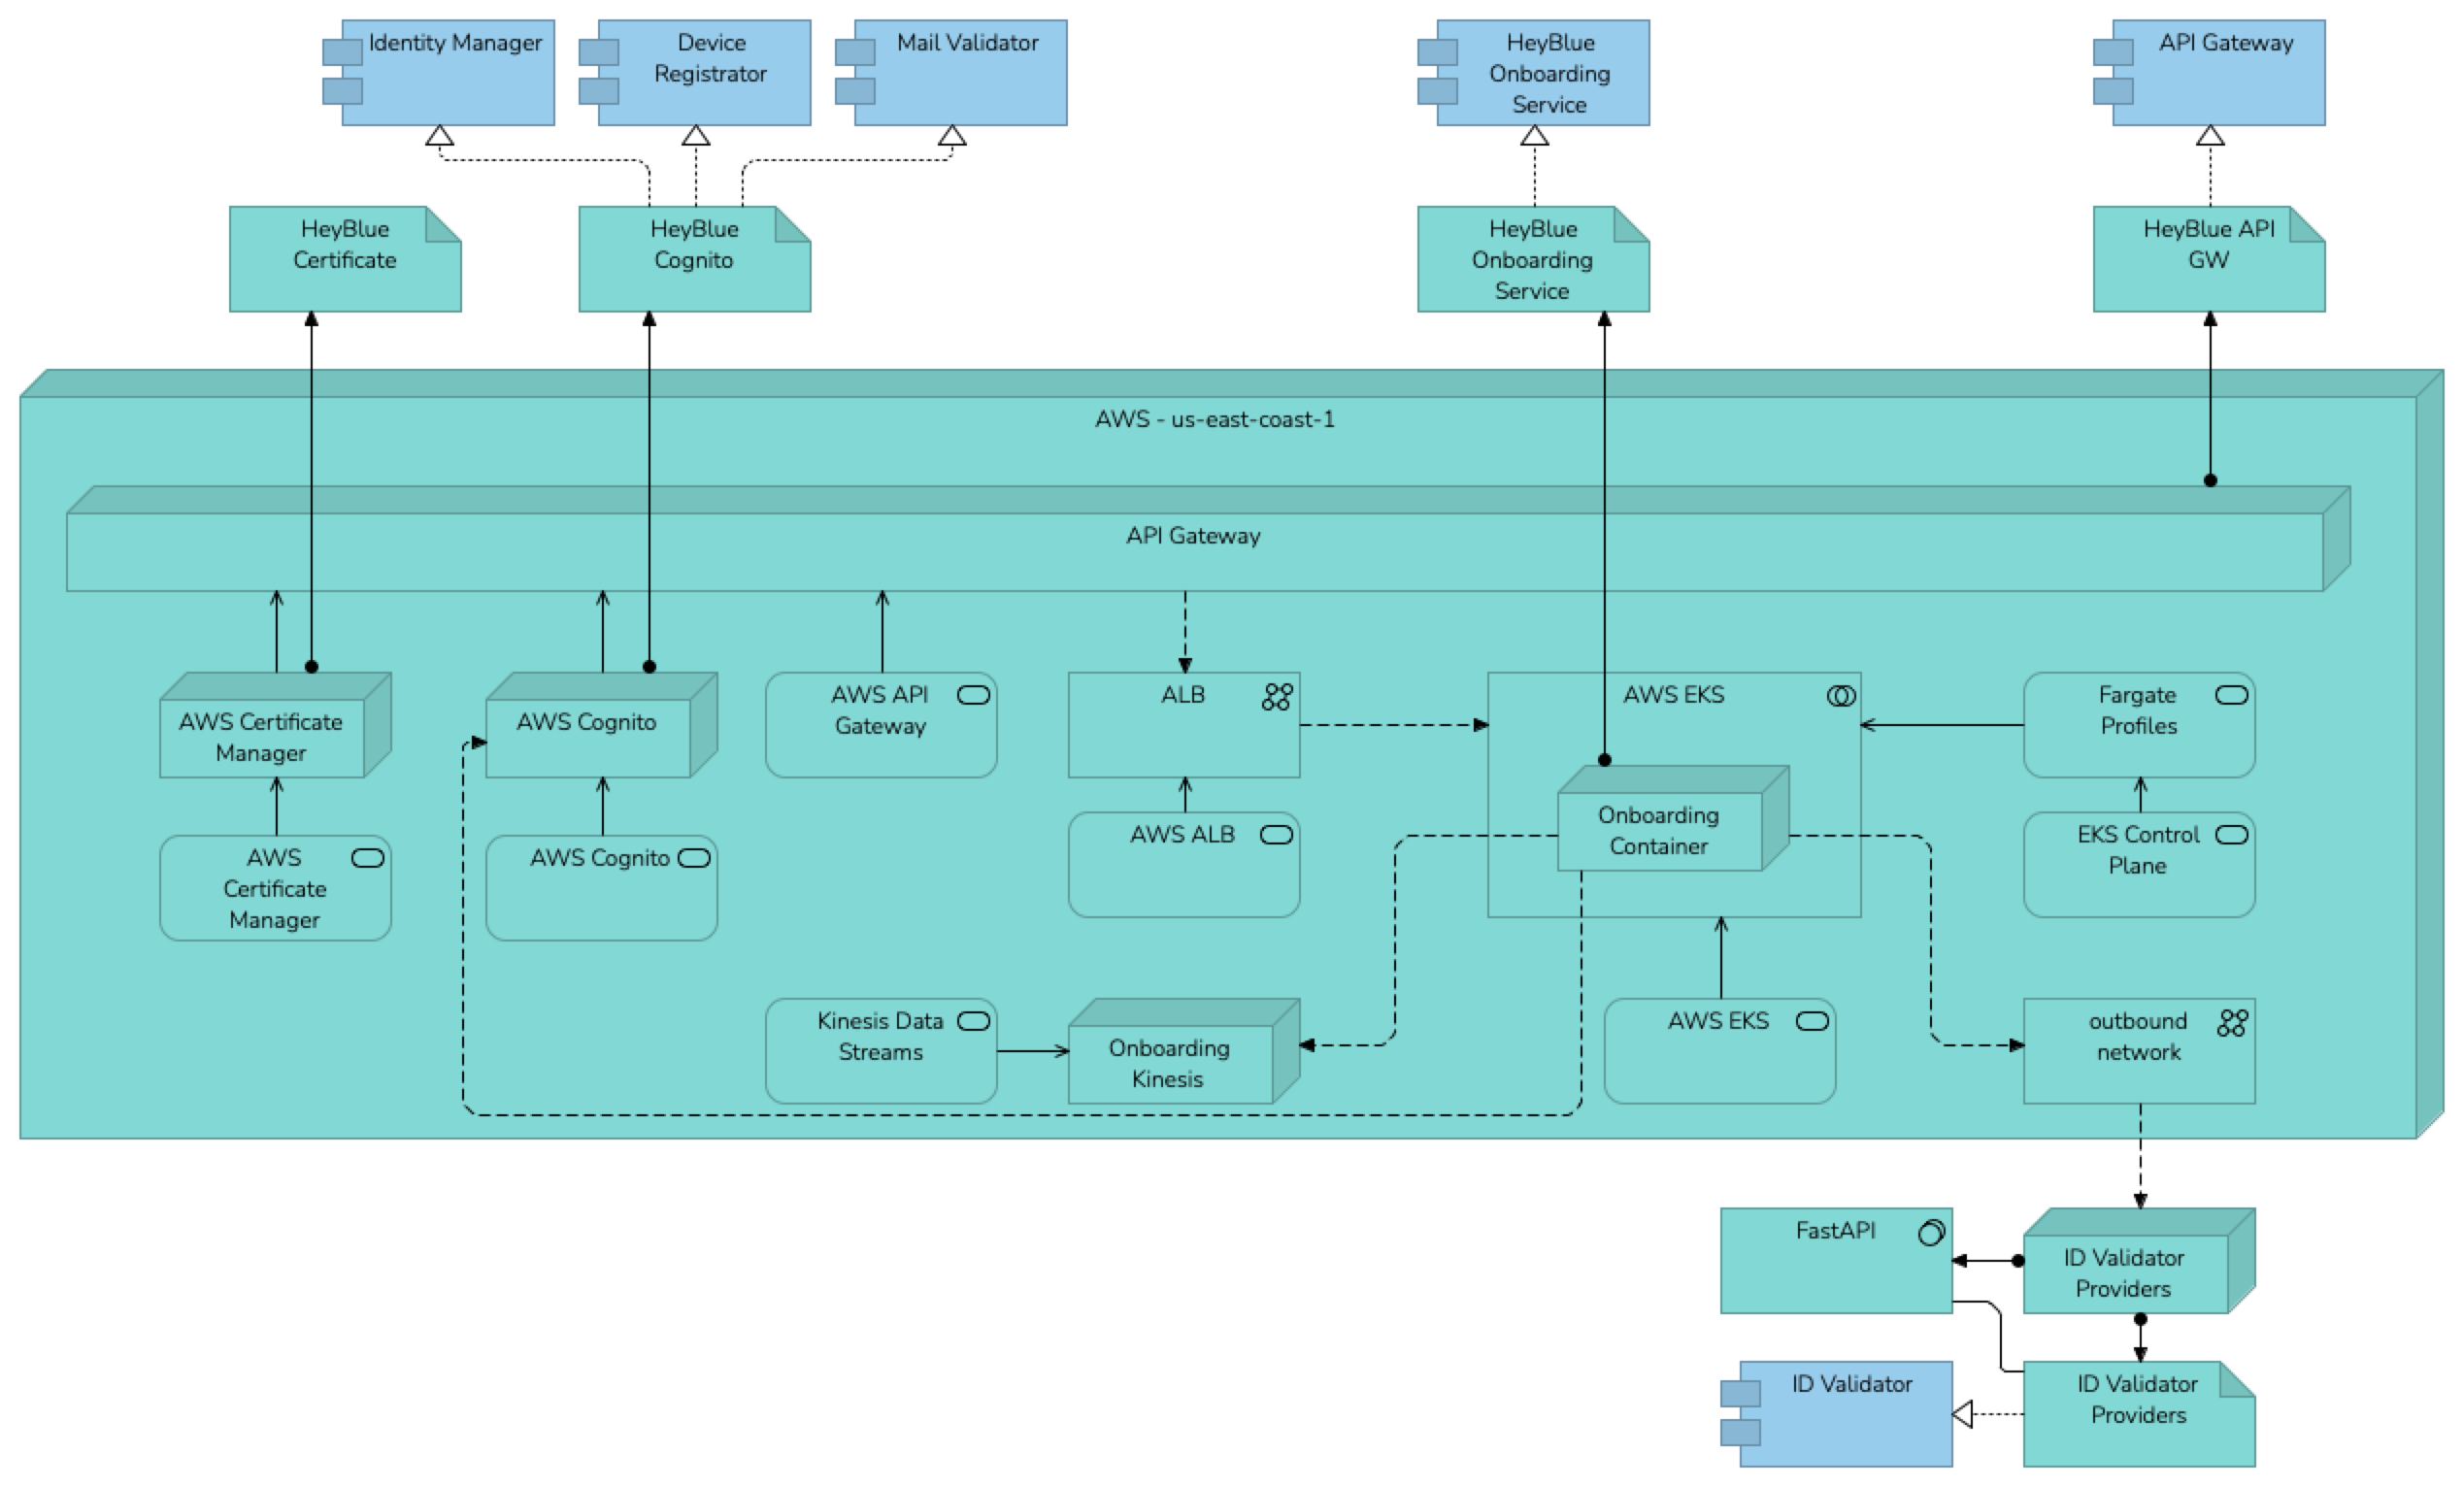 Identity Manager
Device
Registrator
Mail Validator
HeyBlue
Onboarding
Service
API Gateway
HeyBlue
Certificate
HeyBlue
Cognito
HeyBlue
Onboarding
Service
HeyBlue API
GW
AWS - us-east-coast-1
API Gateway
AWS Certificate
Manager
AWS Cognito
AWS API
Gateway
ALB
AWS EKS
Fargate
Profiles
Onboarding
Container
AWS
Certificate
Manager
AWS Cognito
AWS ALB
EKS Control
Plane
Kinesis Data
Streams
Onboarding
Kinesis
AWS EKS
outbound
network
FastAPI
ID Validator
Providers
ID Validator
ID Validator
Providers